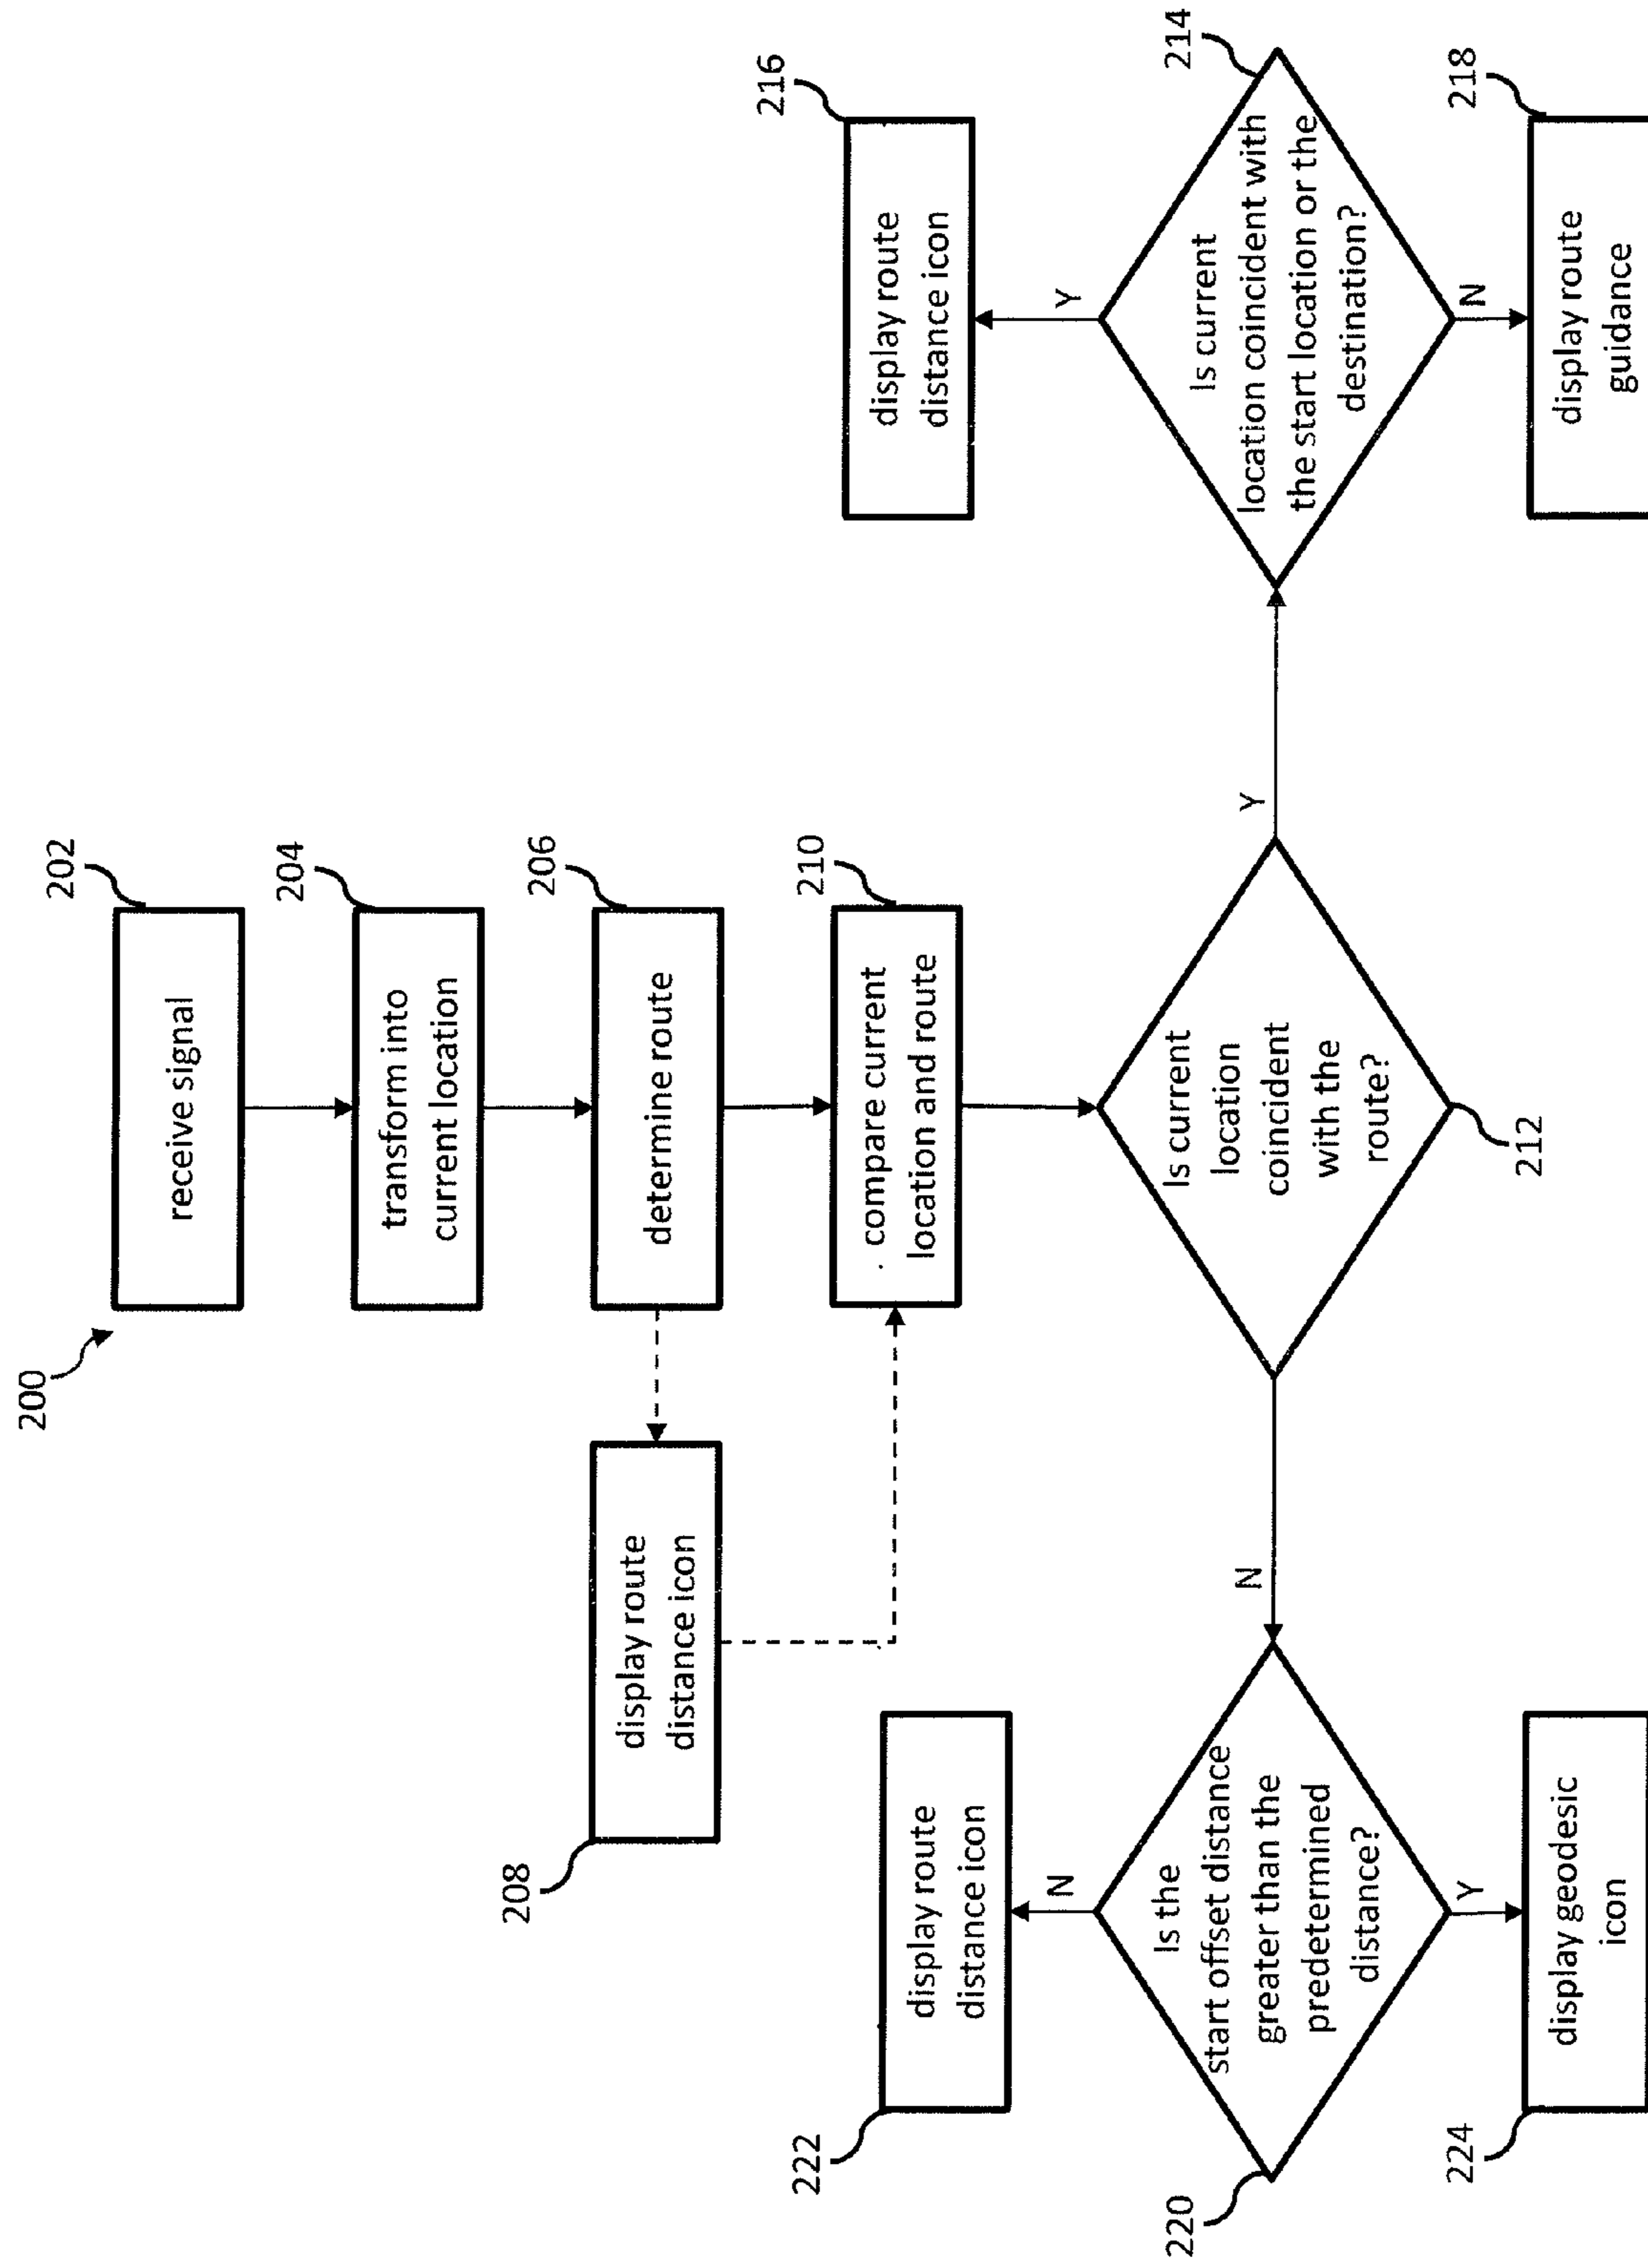 200
202
receive signal
204
transform into
current location
206
determine route
208
display route
distance icon
210
compare current
location and route
Is current
location
coincident
with the
route?
212
Y
N
214
Is current
location coincident with
the start location or the
destination?
Y
216
display route
distance icon
N
218
display route
guidance
220
Is the
start offset distance
greater than the
predetermined
distance?
N
222
display route
distance icon
Y
224
display geodesic
icon